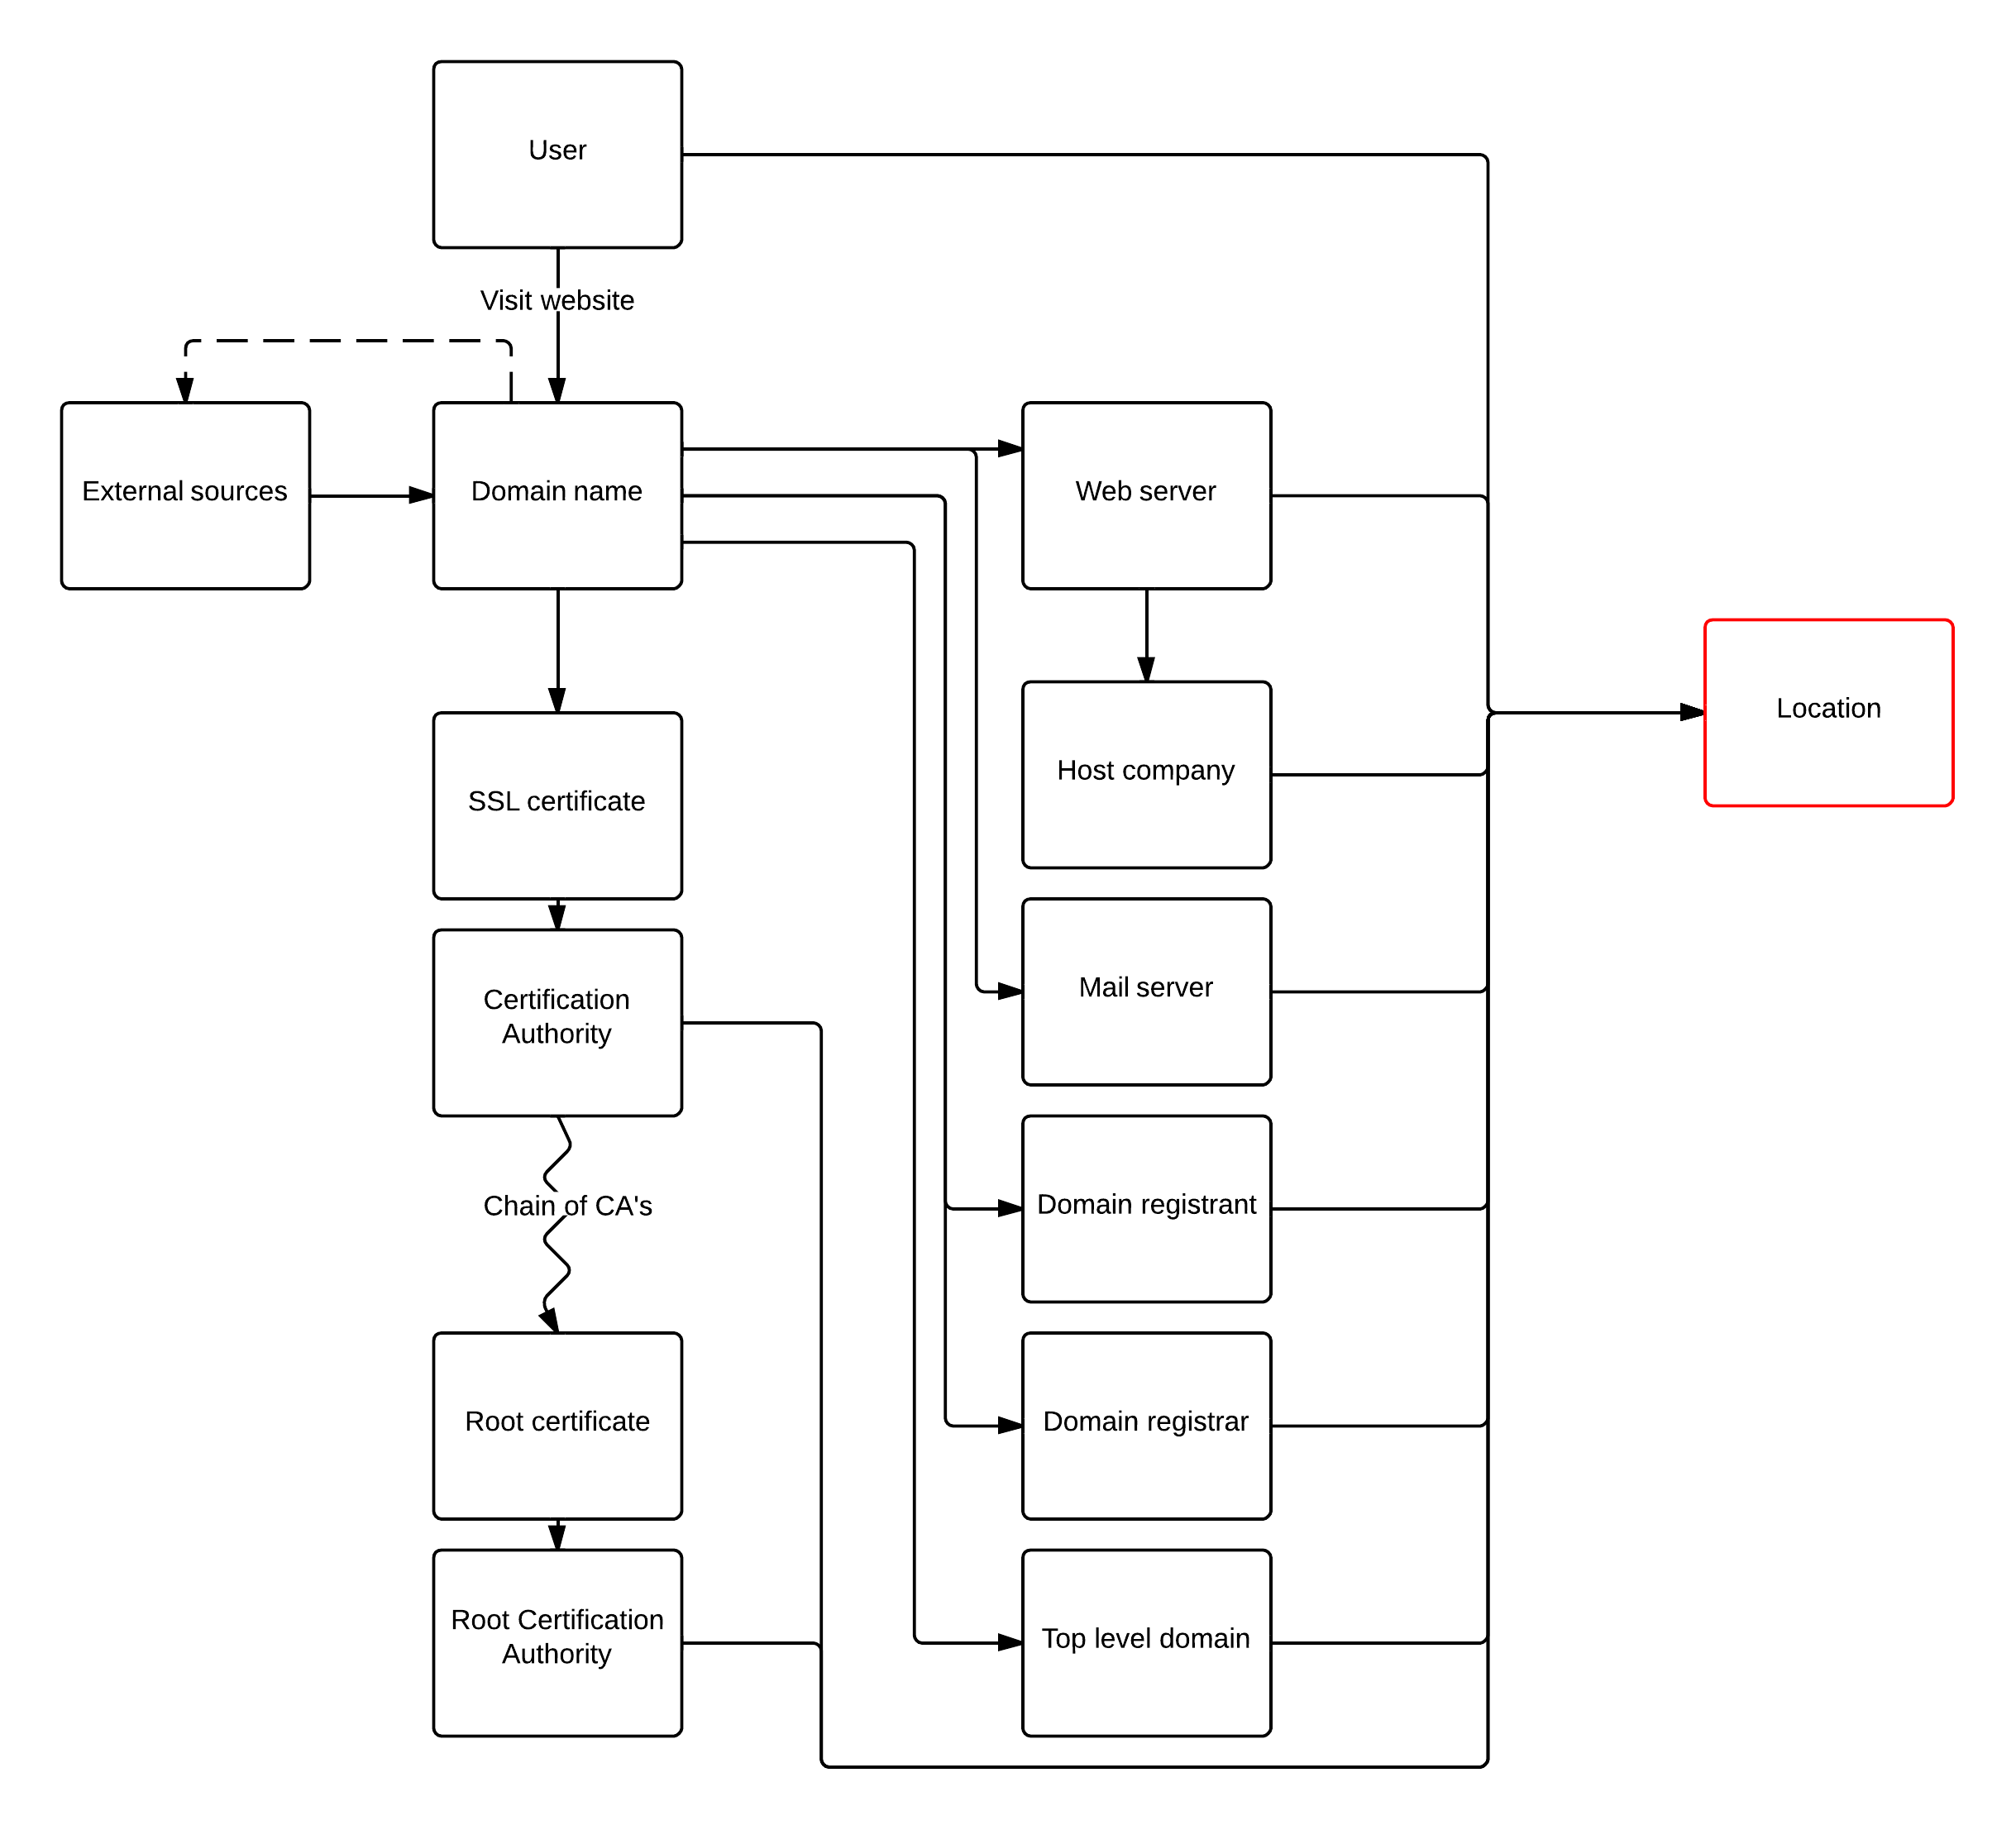 User
Visit website
External sources
Domain name
Web server
Location
Host company
SSL certificate
Mail server
Certification
Authority
Chain of CA's
Domain registrant
Root certificate
Domain registrar
Root Certification
Authority
Top level domain